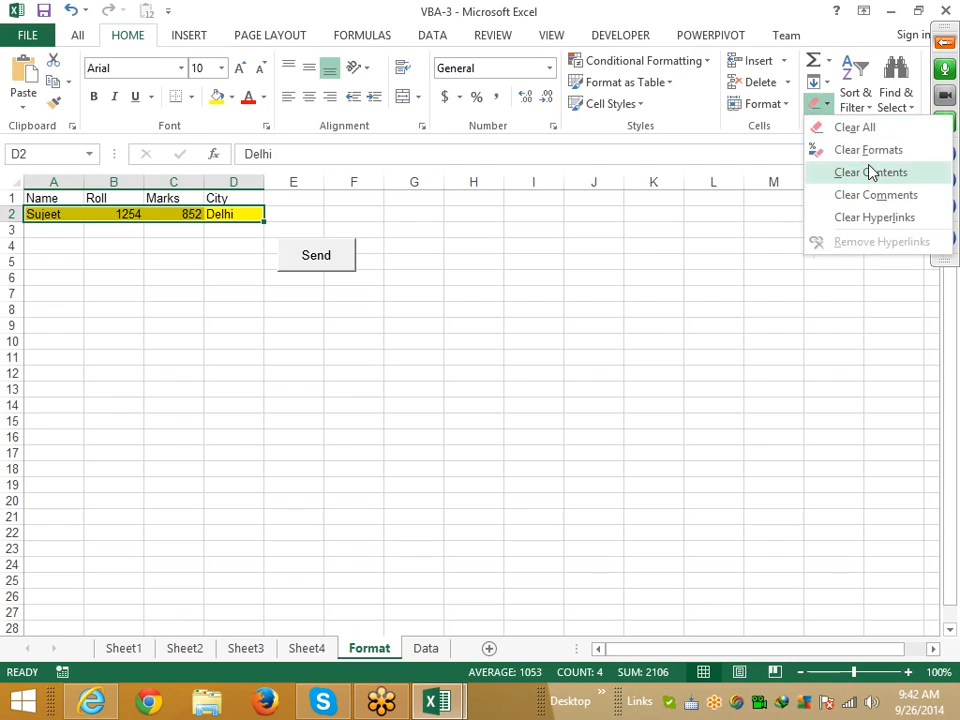 VBA-3 - Microsoft Excel
FILE All HOME INSERT PAGE LAYOUT FORMULAS DATA REVIEW VIEW DEVELOPER POWERPIVOT Team Sign in
Paste
Arial 10
B I U
General
$ %
Conditional Formatting
Format as Table
Cell Styles
Insert
Delete
Format
Sort & Filter
Find & Select
Clipboard Font Alignment Number Styles Cells
Clear All
Clear Formats
Clear Contents
Clear Comments
Clear Hyperlinks
Remove Hyperlinks
D2 fx Delhi
A B C D E F G H I J K L M
1 Name Roll Marks City
2 Sujeet 1254 852 Delhi
3
4
5
Send
6
7
8
9
10
11
12
13
14
15
16
17
18
19
20
21
22
23
24
25
26
27
28
Sheet1 Sheet2 Sheet3 Sheet4 Format Data
READY AVERAGE: 1053 COUNT: 4 SUM: 2106 100%
Desktop Links 9:42 AM
9/26/2014